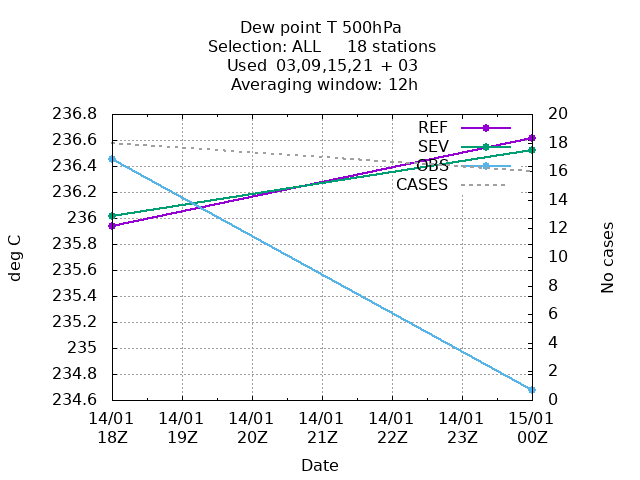 Dew point T 500hPa
Selection: ALL     18 stations
Used  03,09,15,21 + 03
Averaging window: 12h
236.8
236.6
236.4
236.2
236
235.8
235.6
235.4
235.2
235
234.8
234.6
deg C
REF
SEV
OBS
CASES
20
18
16
14
12
10
8
6
4
2
0
No cases
14/01 14/01 14/01 14/01 14/01 14/01 15/01
18Z 19Z 20Z 21Z 22Z 23Z 00Z
Date